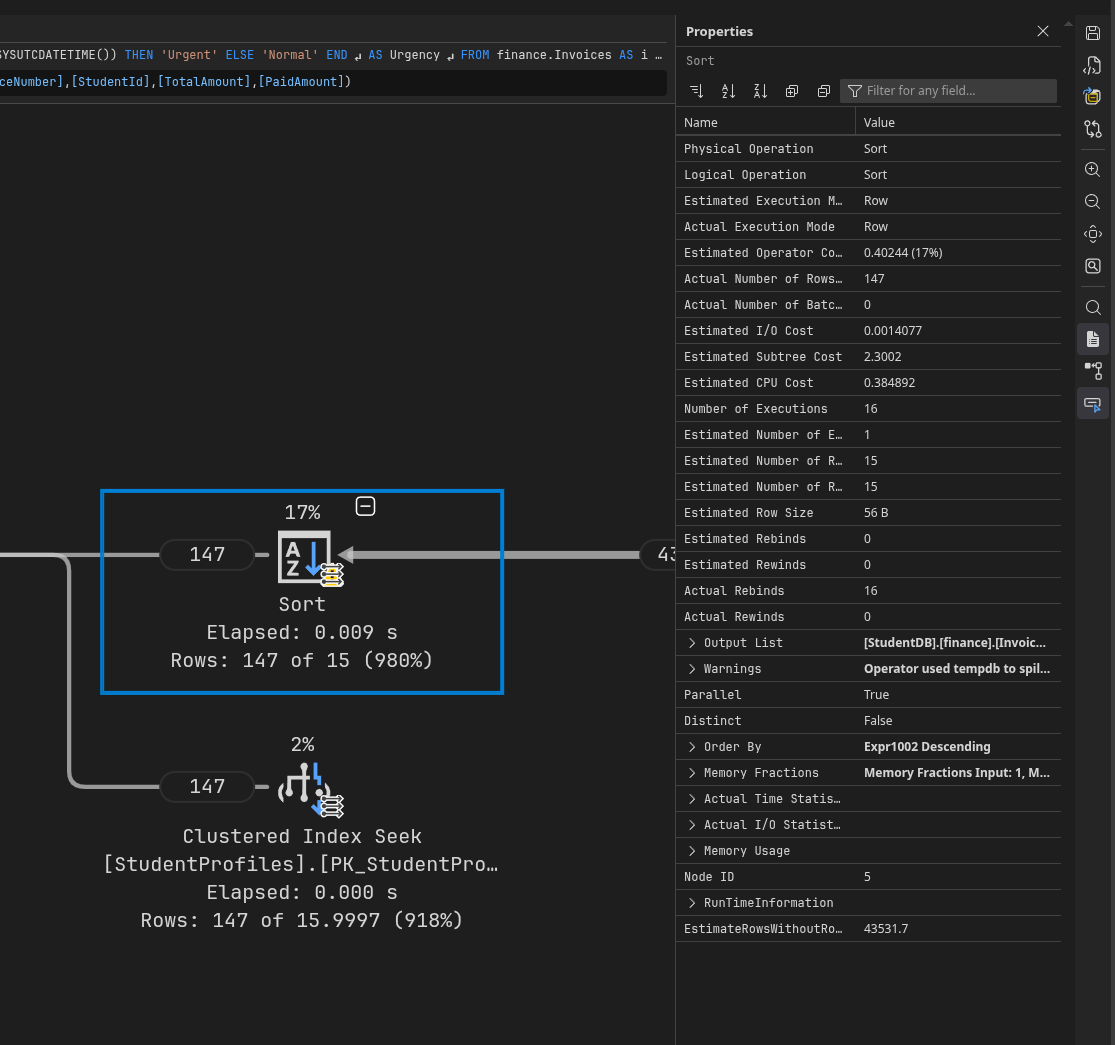 SYSUTCDATETIME()) THEN 'Urgent' ELSE 'Normal' END ↲ AS Urgency ↲ FROM finance.Invoices AS i …
ceNumber],[StudentId],[TotalAmount],[PaidAmount])
17%
147
43
Sort
Elapsed: 0.009 s
Rows: 147 of 15 (980%)
2%
147
Clustered Index Seek
[StudentProfiles].[PK_StudentPro…
Elapsed: 0.000 s
Rows: 147 of 15.9997 (918%)
Properties
Sort
Filter for any field...
Name Value
Physical Operation Sort
Logical Operation Sort
Estimated Execution M… Row
Actual Execution Mode Row
Estimated Operator Co… 0.40244 (17%)
Actual Number of Rows… 147
Actual Number of Batc… 0
Estimated I/O Cost 0.0014077
Estimated Subtree Cost 2.3002
Estimated CPU Cost 0.384892
Number of Executions 16
Estimated Number of E… 1
Estimated Number of R… 15
Estimated Number of R… 15
Estimated Row Size 56 B
Estimated Rebinds 0
Estimated Rewinds 0
Actual Rebinds 16
Actual Rewinds 0
Output List [StudentDB].[finance].[Invoic...
Warnings Operator used tempdb to spil...
Parallel True
Distinct False
Order By Expr1002 Descending
Memory Fractions Memory Fractions Input: 1, M...
Actual Time Statis…
Actual I/O Statist…
Memory Usage
Node ID 5
RunTimeInformation
EstimateRowsWithoutRo… 43531.7